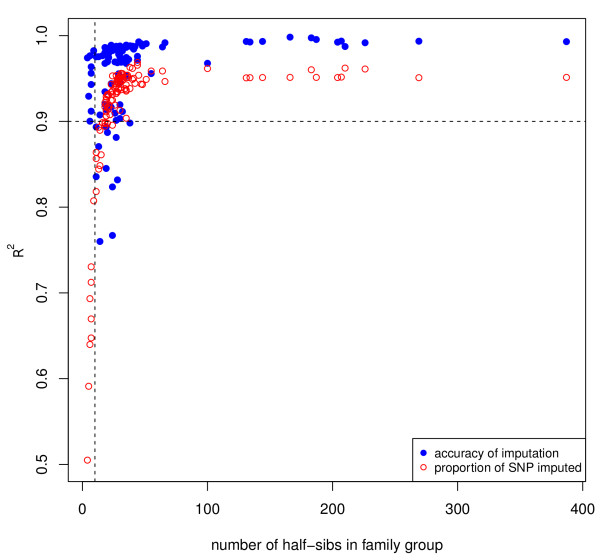 1.0
0.9
0.8
0.7
0.6
0.5
R²
0 100 200 300 400
number of half−sibs in family group
accuracy of imputation
proportion of SNP imputed